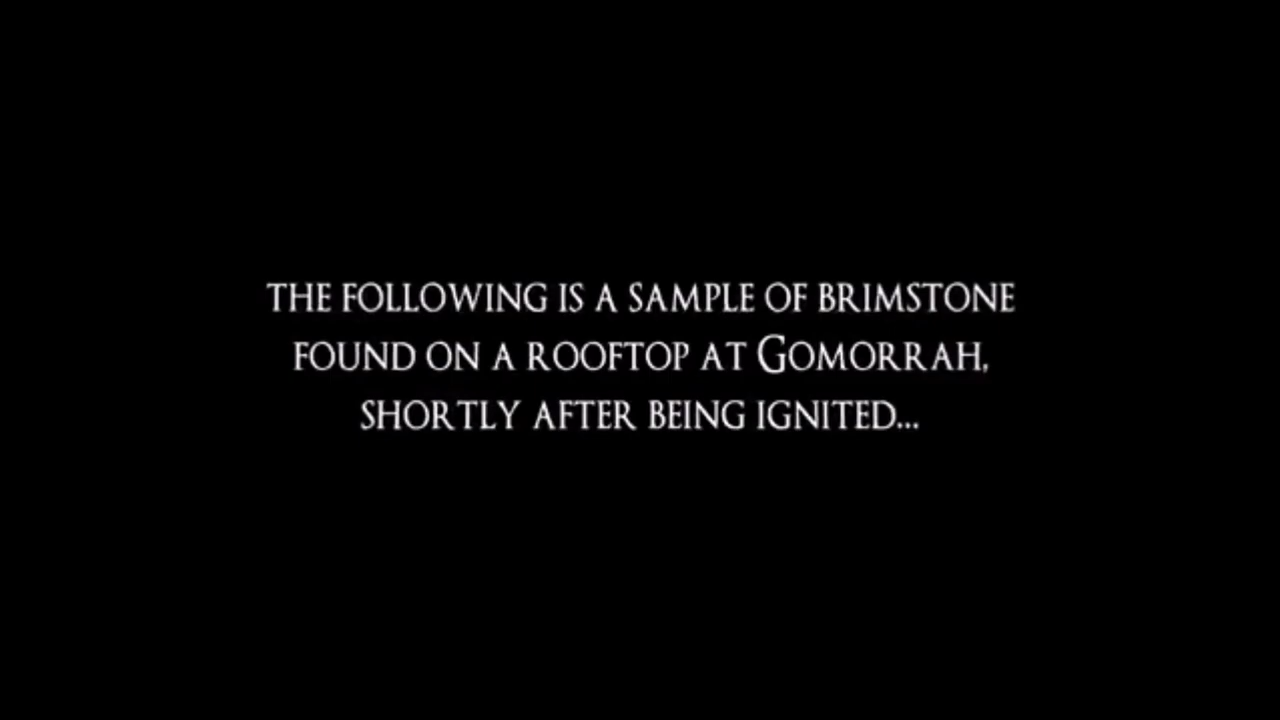 THE FOLLOWING IS A SAMPLE OF BRIMSTONE
FOUND ON A ROOFTOP AT GOMORRAH,
SHORTLY AFTER BEING IGNITED...